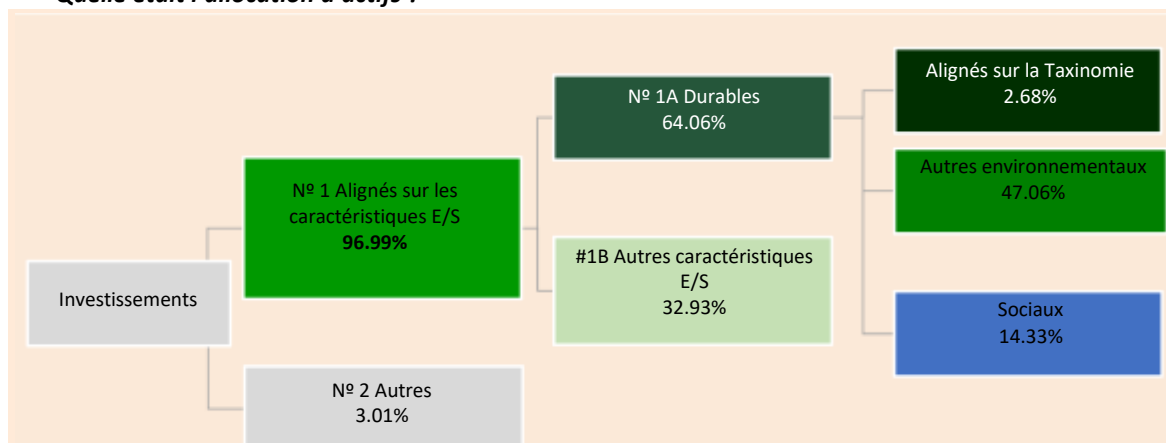 Quelle était l'allocation d'actifs ?
Nº 1A Durables
64.06%
Alignés sur la Taxinomie
2.68%
Autres environnementaux
47.06%
Nº 1 Alignés sur les
caractéristiques E/S
96.99%
#1B Autres caractéristiques
E/S
32.93%
Investissements
Sociaux
14.33%
Nº 2 Autres
3.01%